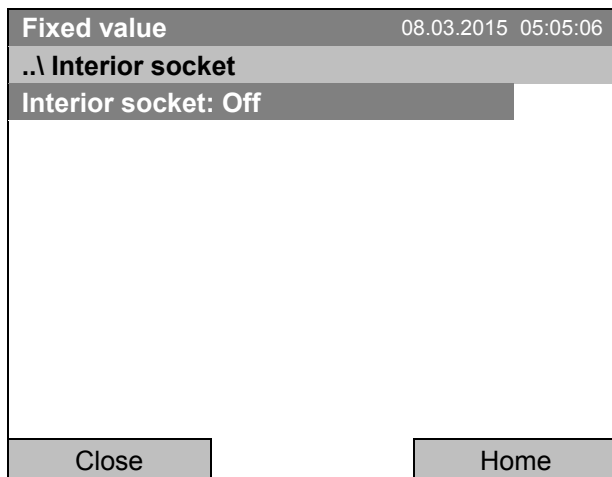 Fixed value 08.03.2015 05:05:06
..\ Interior socket
Interior socket: Off
Close Home